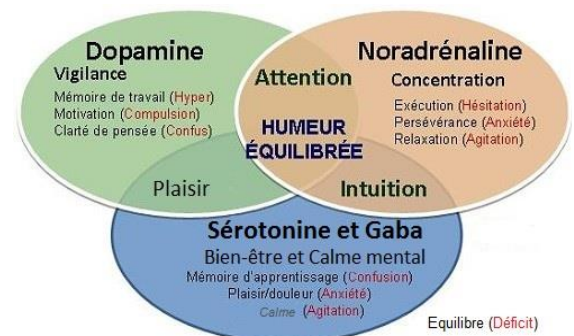 Dopamine
Vigilance
Mémoire de travail (Hyper)
Motivation (Compulsion)
Clarté de pensée (Confus)
Attention
HUMEUR
ÉQUILIBRÉE
Noradrénaline
Concentration
Exécution (Hésitation)
Persévérance (Anxiété)
Relaxation (Agitation)
Plaisir
Intuition
Sérotonine et Gaba
Bien-être et Calme mental
Mémoire d'apprentissage (Confusion)
Plaisir/douleur (Anxiété)
Calme (Agitation)
Equilibre (Déficit)